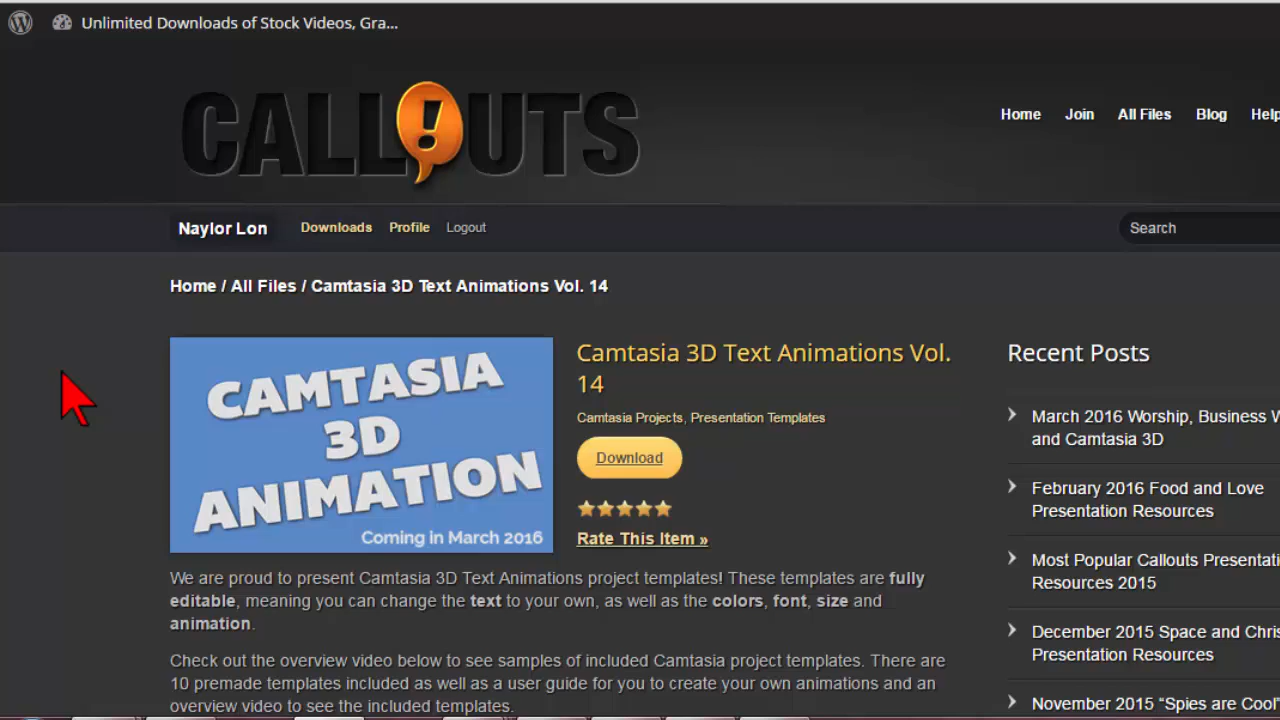 Unlimited Downloads of Stock Videos, Gra...
CALL!UTS
Home Join All Files Blog Help
Naylor Lon Downloads Profile Logout
Search
Home / All Files / Camtasia 3D Text Animations Vol. 14
CAMTASIA
3D
ANIMATION
Coming in March 2016
Camtasia 3D Text Animations Vol.
14
Camtasia Projects, Presentation Templates
Download
Rate This Item »
We are proud to present Camtasia 3D Text Animations project templates! These templates are fully
editable, meaning you can change the text to your own, as well as the colors, font, size and
animation.
Check out the overview video below to see samples of included Camtasia project templates. There are
10 premade templates included as well as a user guide for you to create your own animations and an
overview video to see the included templates.
Recent Posts
March 2016 Worship, Business W
and Camtasia 3D
February 2016 Food and Love
Presentation Resources
Most Popular Callouts Presentati
Resources 2015
December 2015 Space and Chris
Presentation Resources
November 2015 “Spies are Cool”